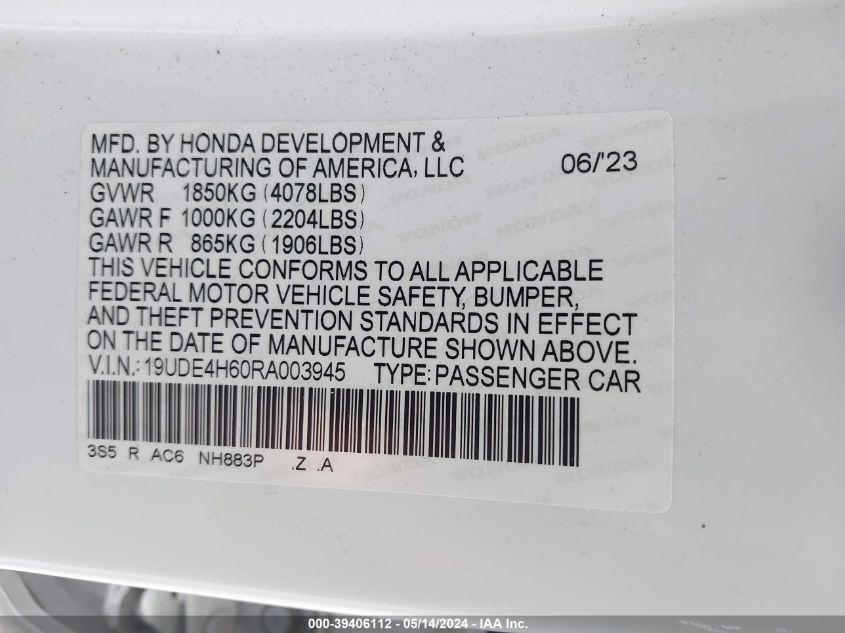 MFD. BY HONDA DEVELOPMENT &
MANUFACTURING OF AMERICA, LLC 06/'23
GVWR 1850KG (4078LBS)
GAWR F 1000KG (2204LBS)
GAWR R 865KG (1906LBS)
THIS VEHICLE CONFORMS TO ALL APPLICABLE
FEDERAL MOTOR VEHICLE SAFETY, BUMPER,
AND THEFT PREVENTION STANDARDS IN EFFECT
ON THE DATE OF MANUFACTURE SHOWN ABOVE.
V.I.N.: 19UDE4H60RA003945 TYPE: PASSENGER CAR
3S5 R AC6 NH883P .Z .A
000-39406112 - 05/14/2024 - IAA Inc.